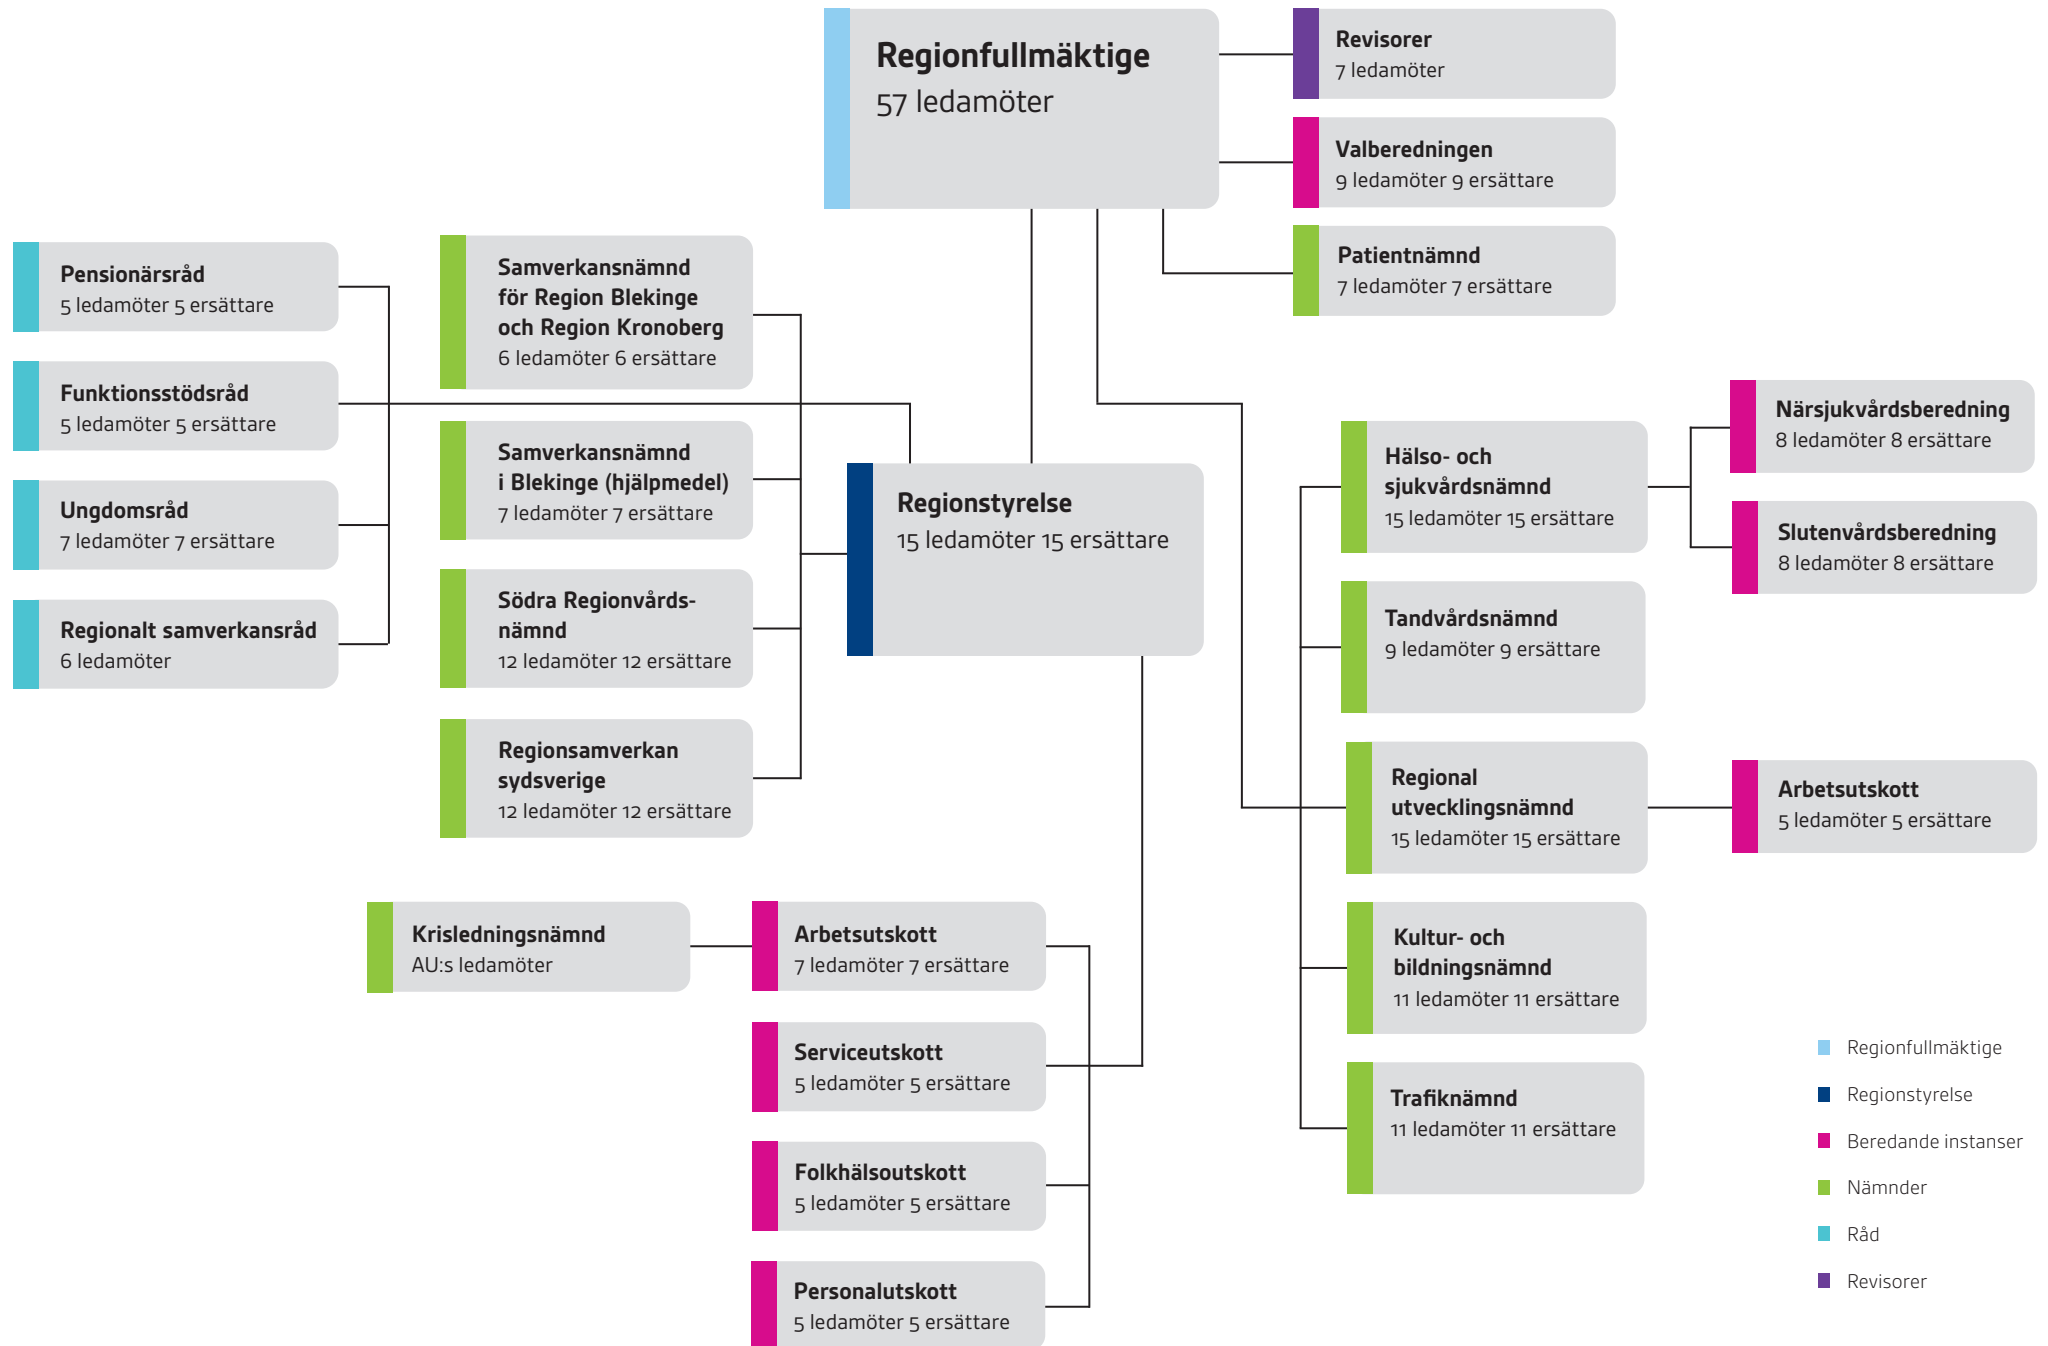 Regionfullmäktige
57 ledamöter
Revisorer
7 ledamöter
Valberedningen
9 ledamöter 9 ersättare
Patientnämnd
7 ledamöter 7 ersättare
Pensionärsråd
5 ledamöter 5 ersättare
Funktionsstödsråd
5 ledamöter 5 ersättare
Ungdomsråd
7 ledamöter 7 ersättare
Regionalt samverkansråd
6 ledamöter
Samverkansnämnd
för Region Blekinge
och Region Kronoberg
6 ledamöter 6 ersättare
Samverkansnämnd
i Blekinge (hjälpmedel)
7 ledamöter 7 ersättare
Södra Regionvårds-
nämnd
12 ledamöter 12 ersättare
Regionsamverkan
sydsverige
12 ledamöter 12 ersättare
Regionstyrelse
15 ledamöter 15 ersättare
Hälso- och
sjukvårdsnämnd
15 ledamöter 15 ersättare
Tandvårdsnämnd
9 ledamöter 9 ersättare
Regional
utvecklingsnämnd
15 ledamöter 15 ersättare
Kultur- och
bildningsnämnd
11 ledamöter 11 ersättare
Trafiknämnd
11 ledamöter 11 ersättare
Närsjukvårdsberedning
8 ledamöter 8 ersättare
Slutenvårdsberedning
8 ledamöter 8 ersättare
Arbetsutskott
5 ledamöter 5 ersättare
Krisledningsnämnd
AU:s ledamöter
Arbetsutskott
7 ledamöter 7 ersättare
Serviceutskott
5 ledamöter 5 ersättare
Folkhälsoutskott
5 ledamöter 5 ersättare
Personalutskott
5 ledamöter 5 ersättare
Regionfullmäktige
Regionstyrelse
Beredande instanser
Nämnder
Råd
Revisorer